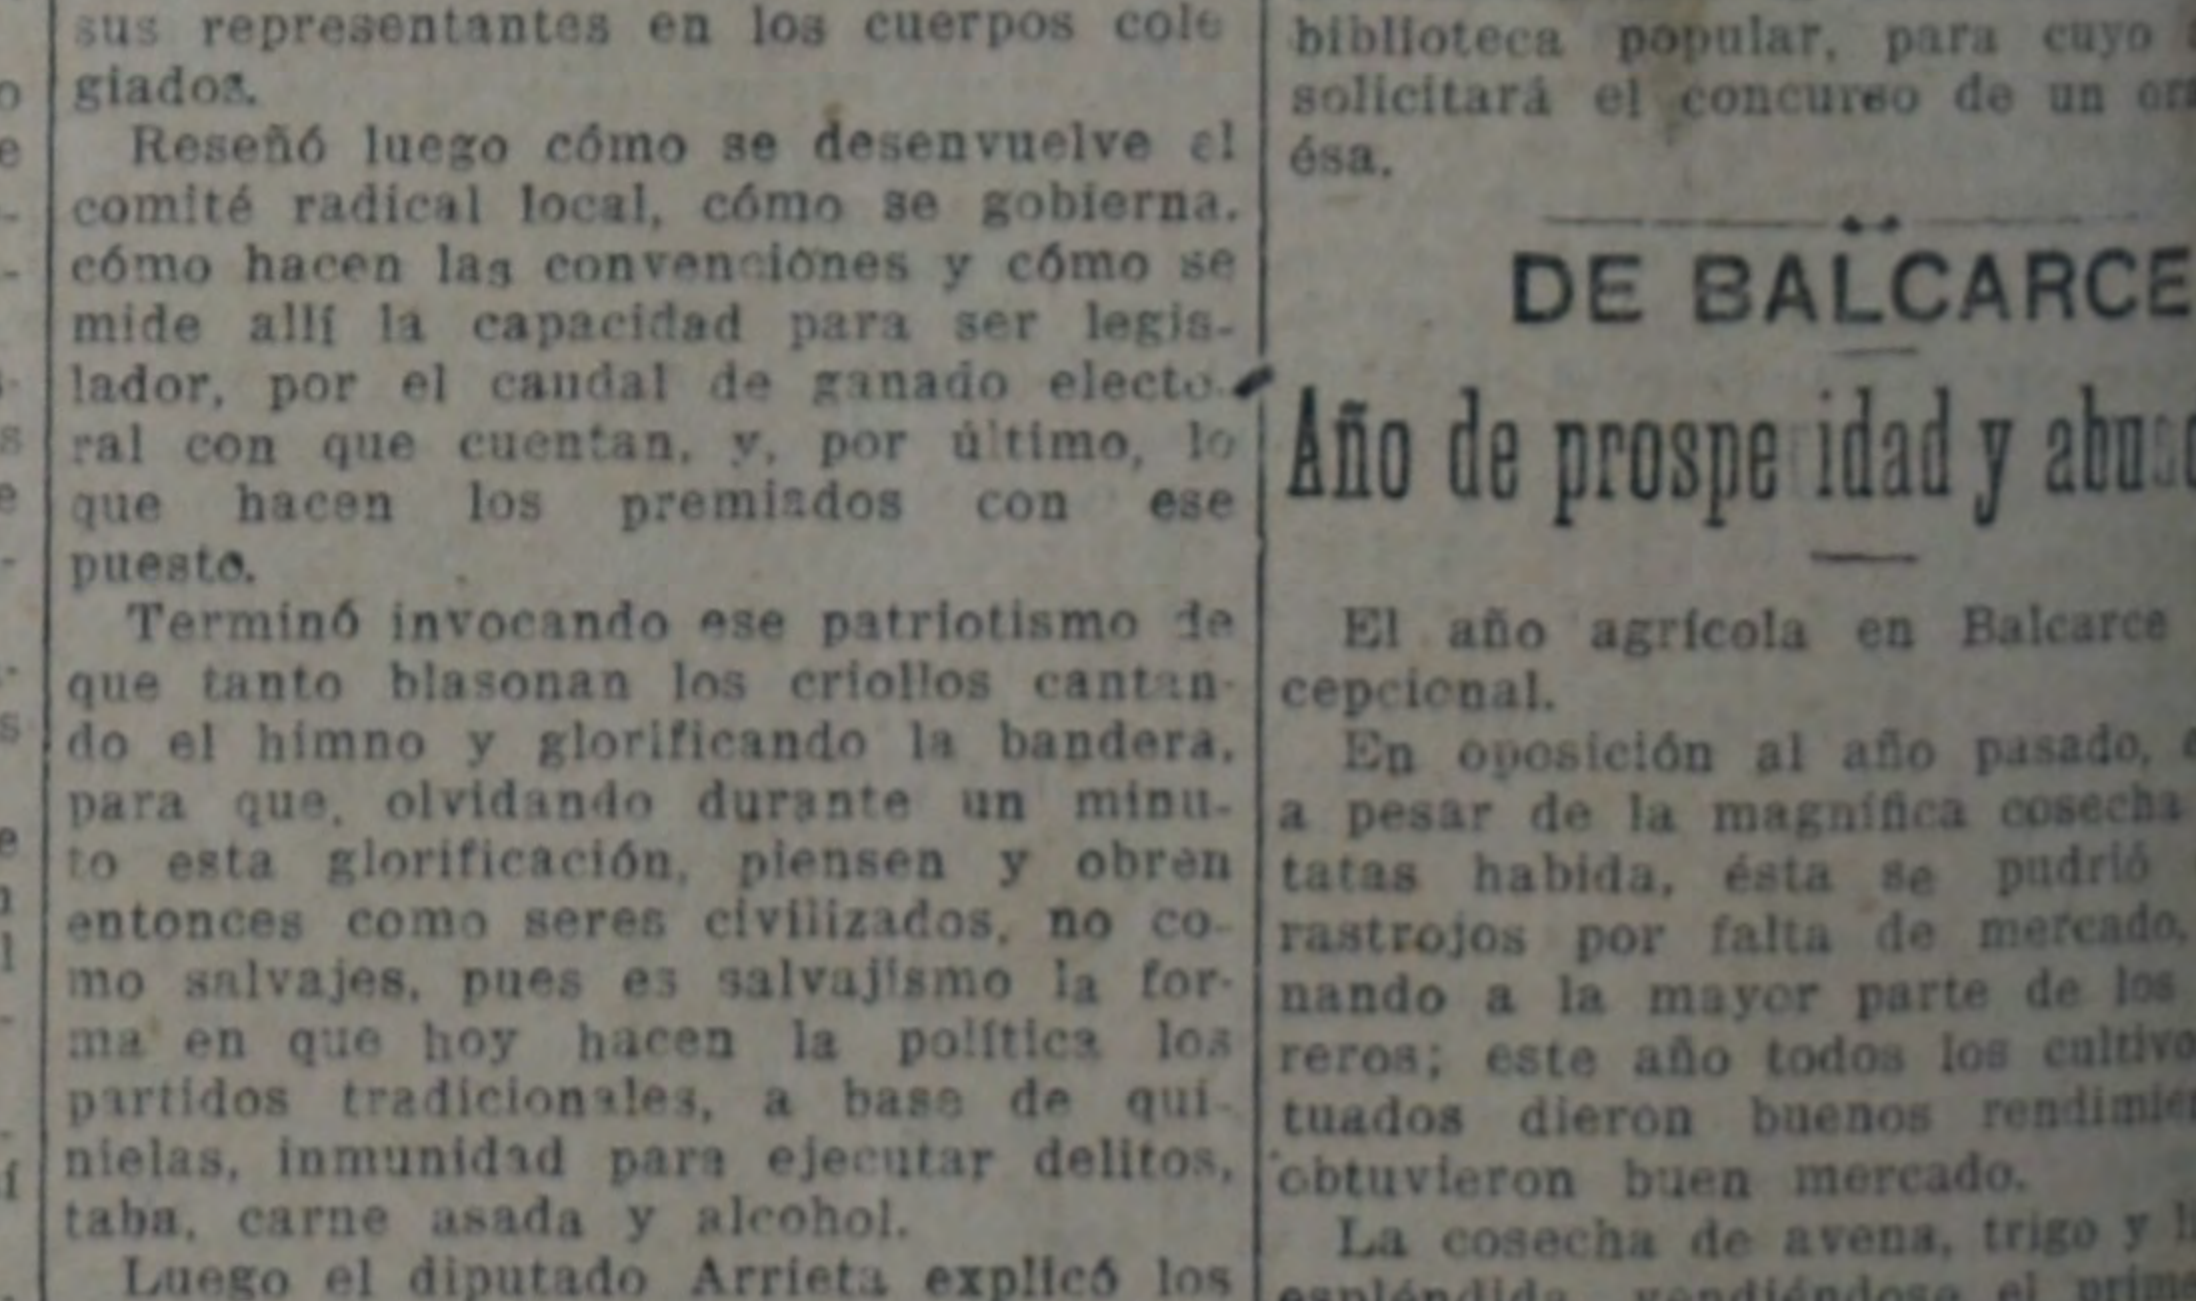 sus representantes en los cuerpos cole
giados.
Reseñó luego cómo se desenvuelve el
comité radical local, cómo se gobierna,
cómo hacen las convenciones y cómo se
mide allí la capacidad para ser legis-
lador, por el caudal de ganado electo-
ral con que cuentan, y, por último, lo
que hacen los premiados con ese
puesto.
Terminó invocando ese patriotismo de
que tanto blasonan los criollos cantan-
do el himno y glorificando la bandera,
para que, olvidando durante un minu-
to esta glorificación, piensen y obren
entonces como seres civilizados, no co-
mo salvajes, pues es salvajismo la for-
ma en que hoy hacen la política los
partidos tradicionales, a base de qui-
nielas, inmunidad para ejecutar delitos,
taba, carne asada y alcohol.
Luego el diputado Arrieta explicó los
biblioteca popular, para cuyo
solicitará el concurso de un
ésa.
DE BALCARCE
Año de prosperidad y
El año agrícola en Balcarce
cepcional.
En oposición al año pasado,
a pesar de la magnífica cosecha
tatas habida, ésta se pudrió
rastrojos por falta de mercado,
nando a la mayor parte de los
reros; este año todos los cultivo
tuados dieron buenos rendimie
obtuvieron buen mercado.
La cosecha de avena, trigo y
espléndida, vendiéndose el